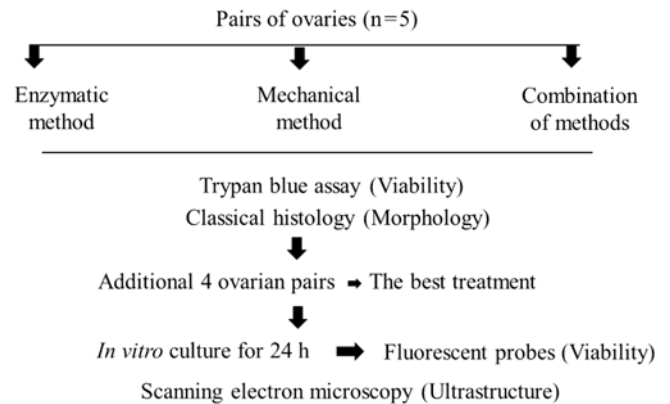 Pairs of ovaries (n=5)
Enzymatic method
Mechanical method
Combination of methods
Trypan blue assay (Viability)
Classical histology (Morphology)
Additional 4 ovarian pairs
The best treatment
In vitro culture for 24 h
Fluorescent probes (Viability)
Scanning electron microscopy (Ultrastructure)